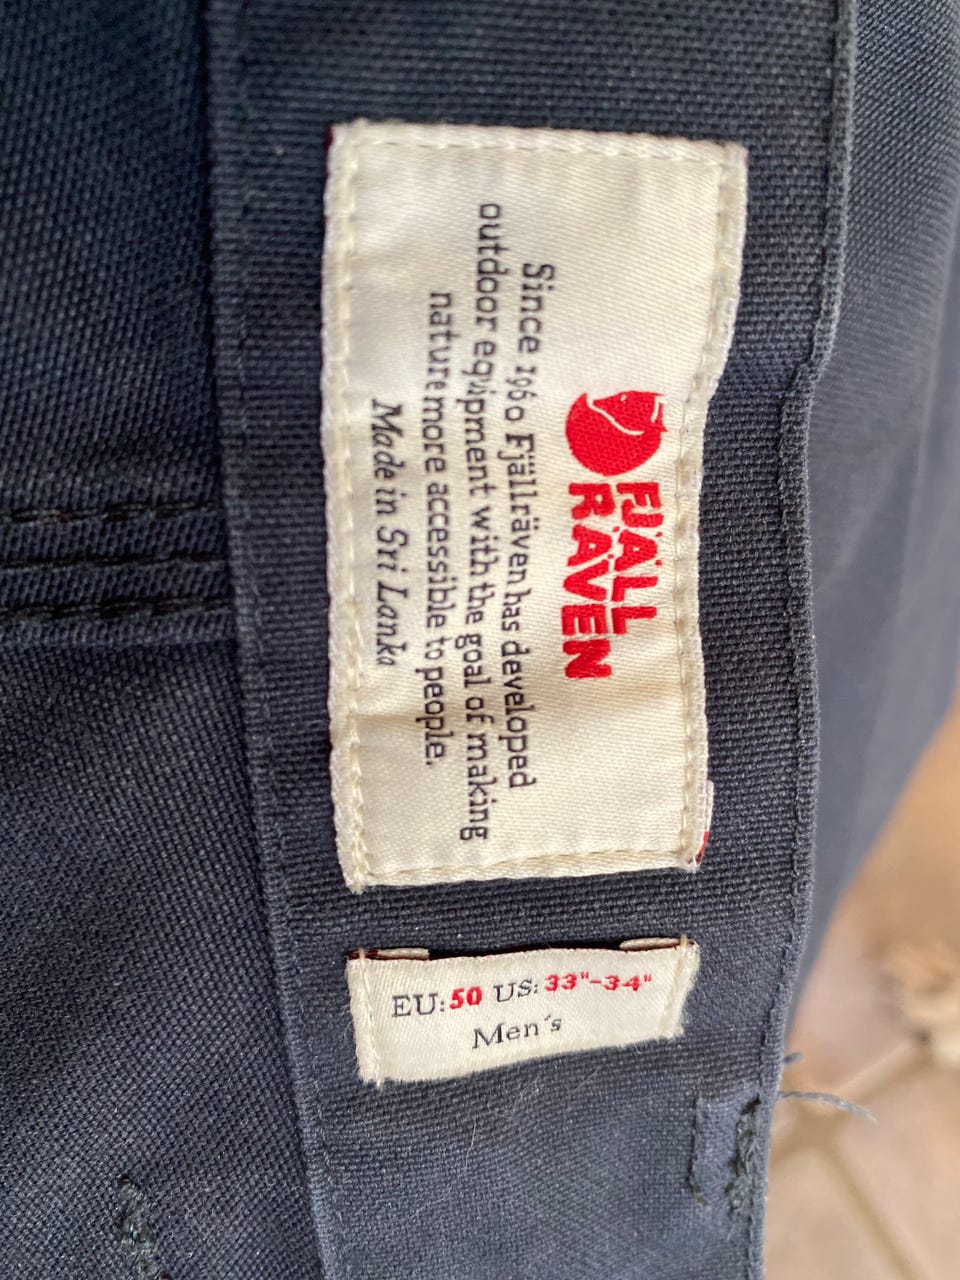 FJÄLL
RÄVEN
Since 1960 Fjällräven has developed
outdoor equipment with the goal of making
nature more accessible to people.
Made in Sri Lanka
EU: 50 US: 33"-34"
Men´s